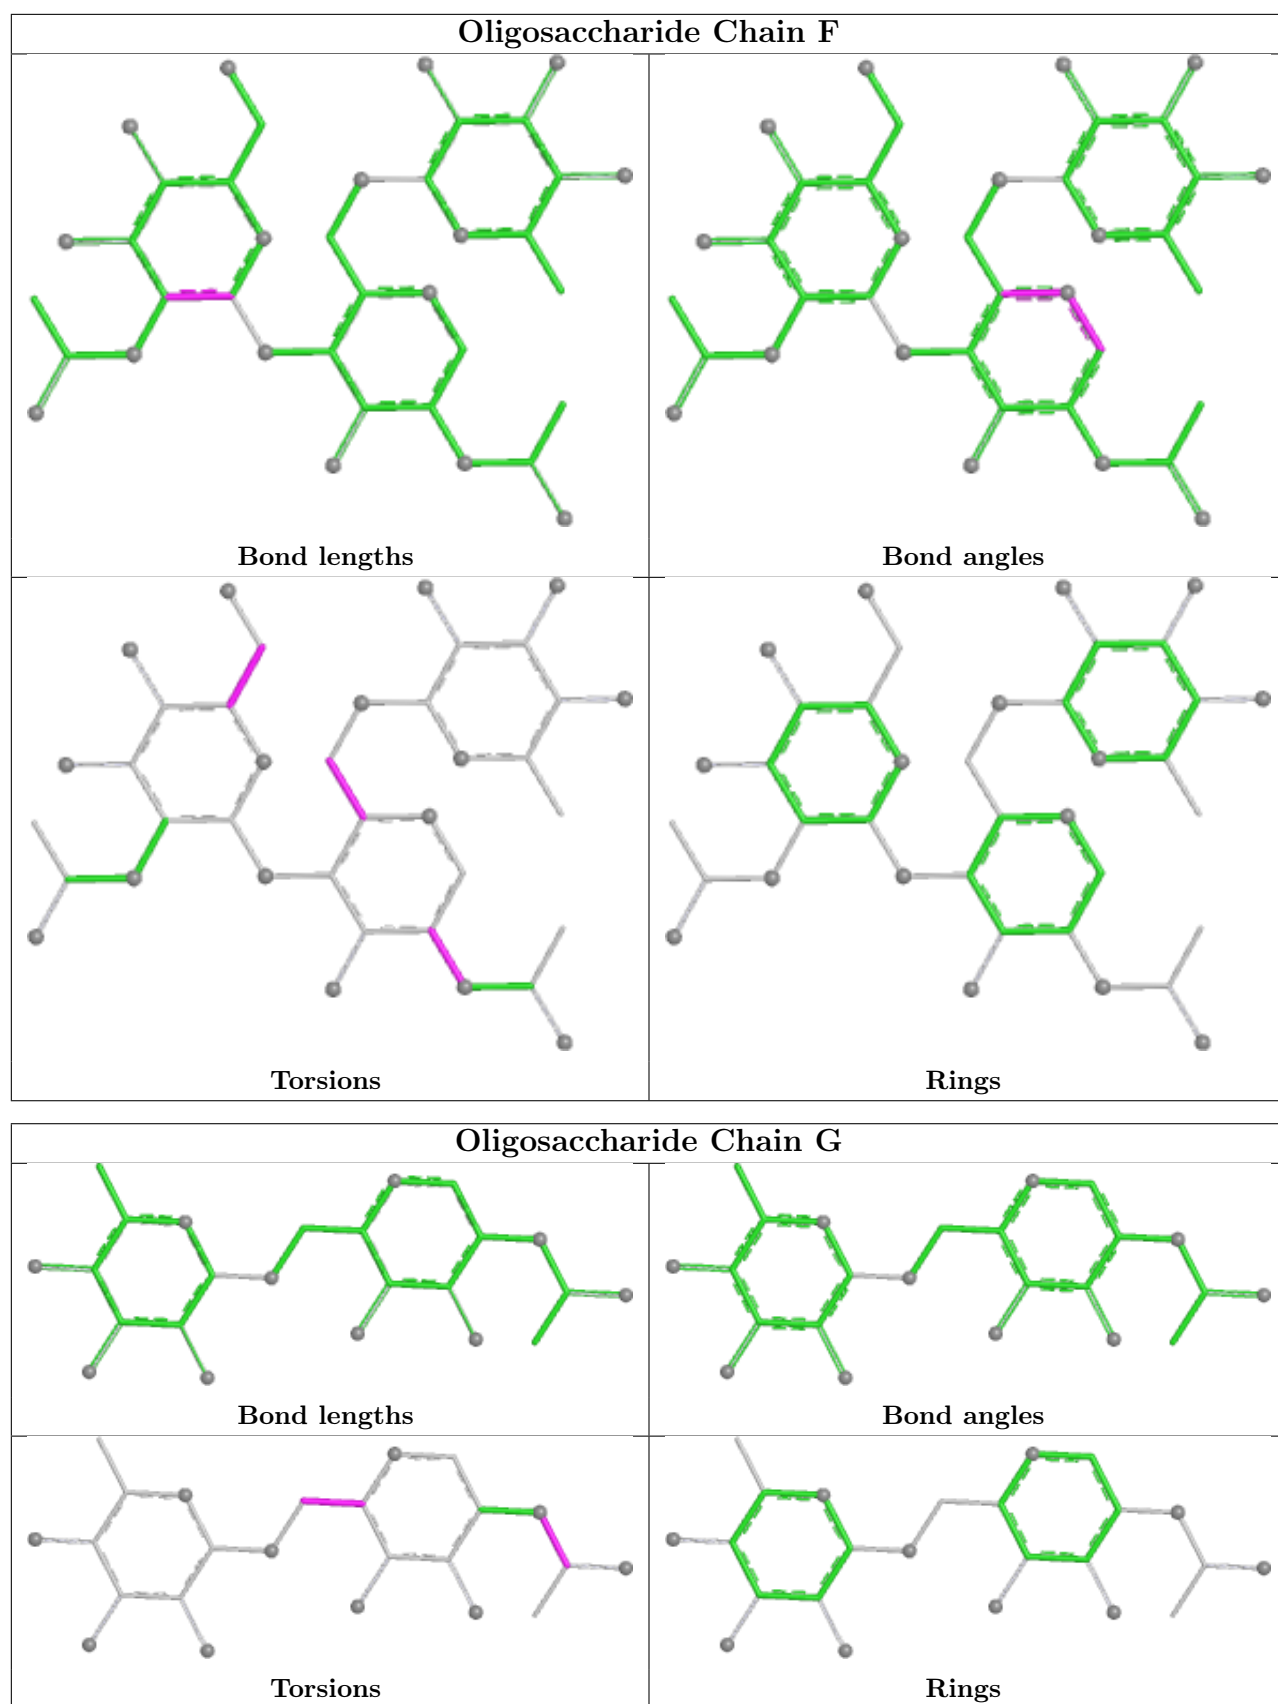 Oligosaccharide Chain F
Bond lengths
Bond angles
Torsions
Rings
Oligosaccharide Chain G
Bond lengths
Bond angles
Torsions
Rings